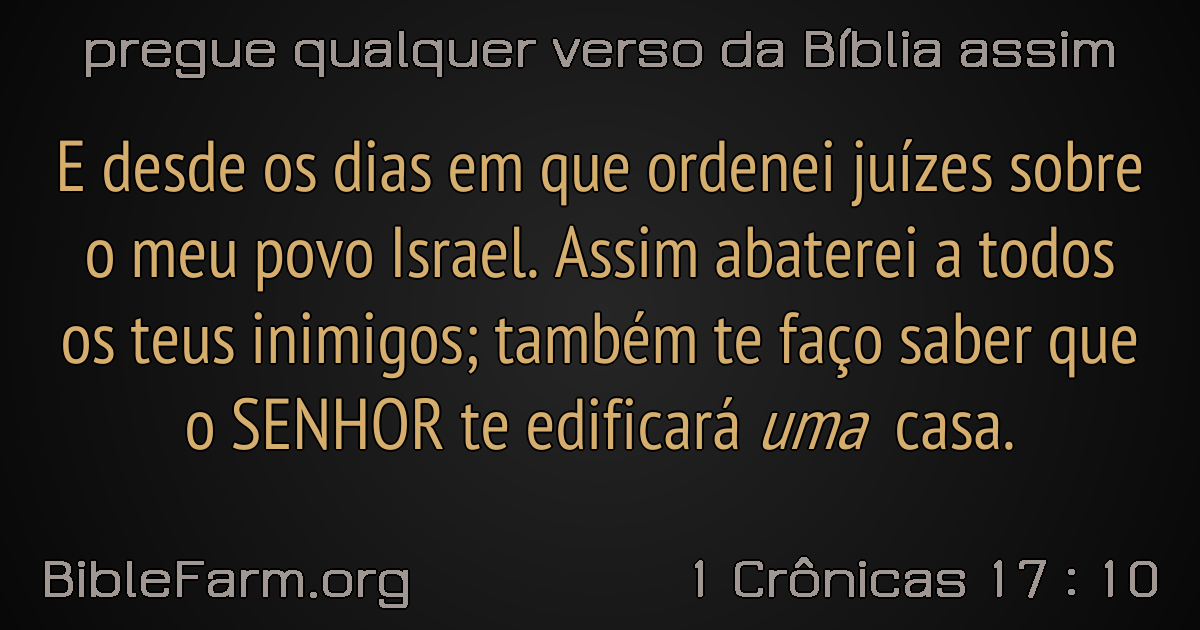 pregue qualquer verso da Bíblia assim
E desde os dias em que ordenei juízes sobre
o meu povo Israel. Assim abaterei a todos
os teus inimigos; também te faço saber que
o SENHOR te edificará uma casa.
BibleFarm.org
1 Crônicas 17 : 10